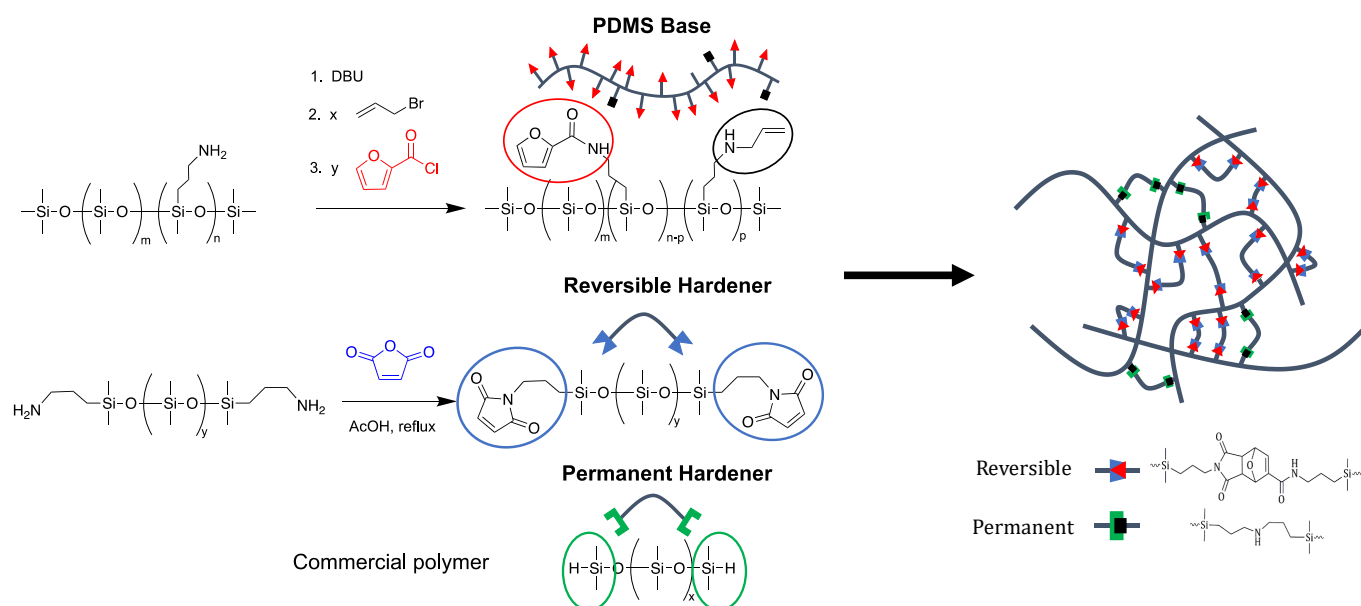 PDMS Base
1. DBU
2. x
Br
3. y
O
O
Cl
NH2
Si-O-(-Si-O-)m-(-Si-O-)n-Si
O
O
NH
H
N
Si-O-(-Si-O-)m(-Si-O-)n-p-(-Si-O-)p-Si
Reversible Hardener
O
O
O
AcOH, reflux
H2N
Si-O-(-Si-O-)y-Si
NH2
O
N
O
Si-O-(-Si-O-)y-Si
O
N
O
Permanent Hardener
Commercial polymer
H-Si-O-(-Si-O-)x-Si-H
Reversible
Si
N
O
O
O
O
H
N
Si
Permanent
Si
N
H
Si